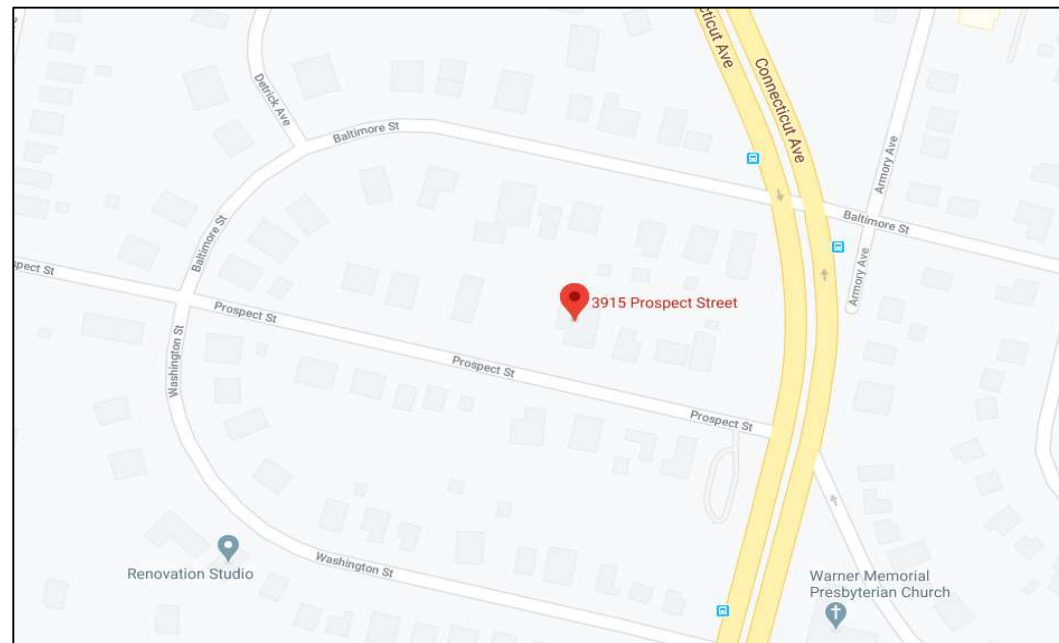 cticut Ave
Connecticut Ave
Detrick Ave
Baltimore St
Armory Ave
Baltimore St
Baltimore St
Armory Ave
spect St
Prospect St
3915 Prospect Street
Washington St
Prospect St
Prospect St
Washington St
Renovation Studio
Warner Memorial
Presbyterian Church